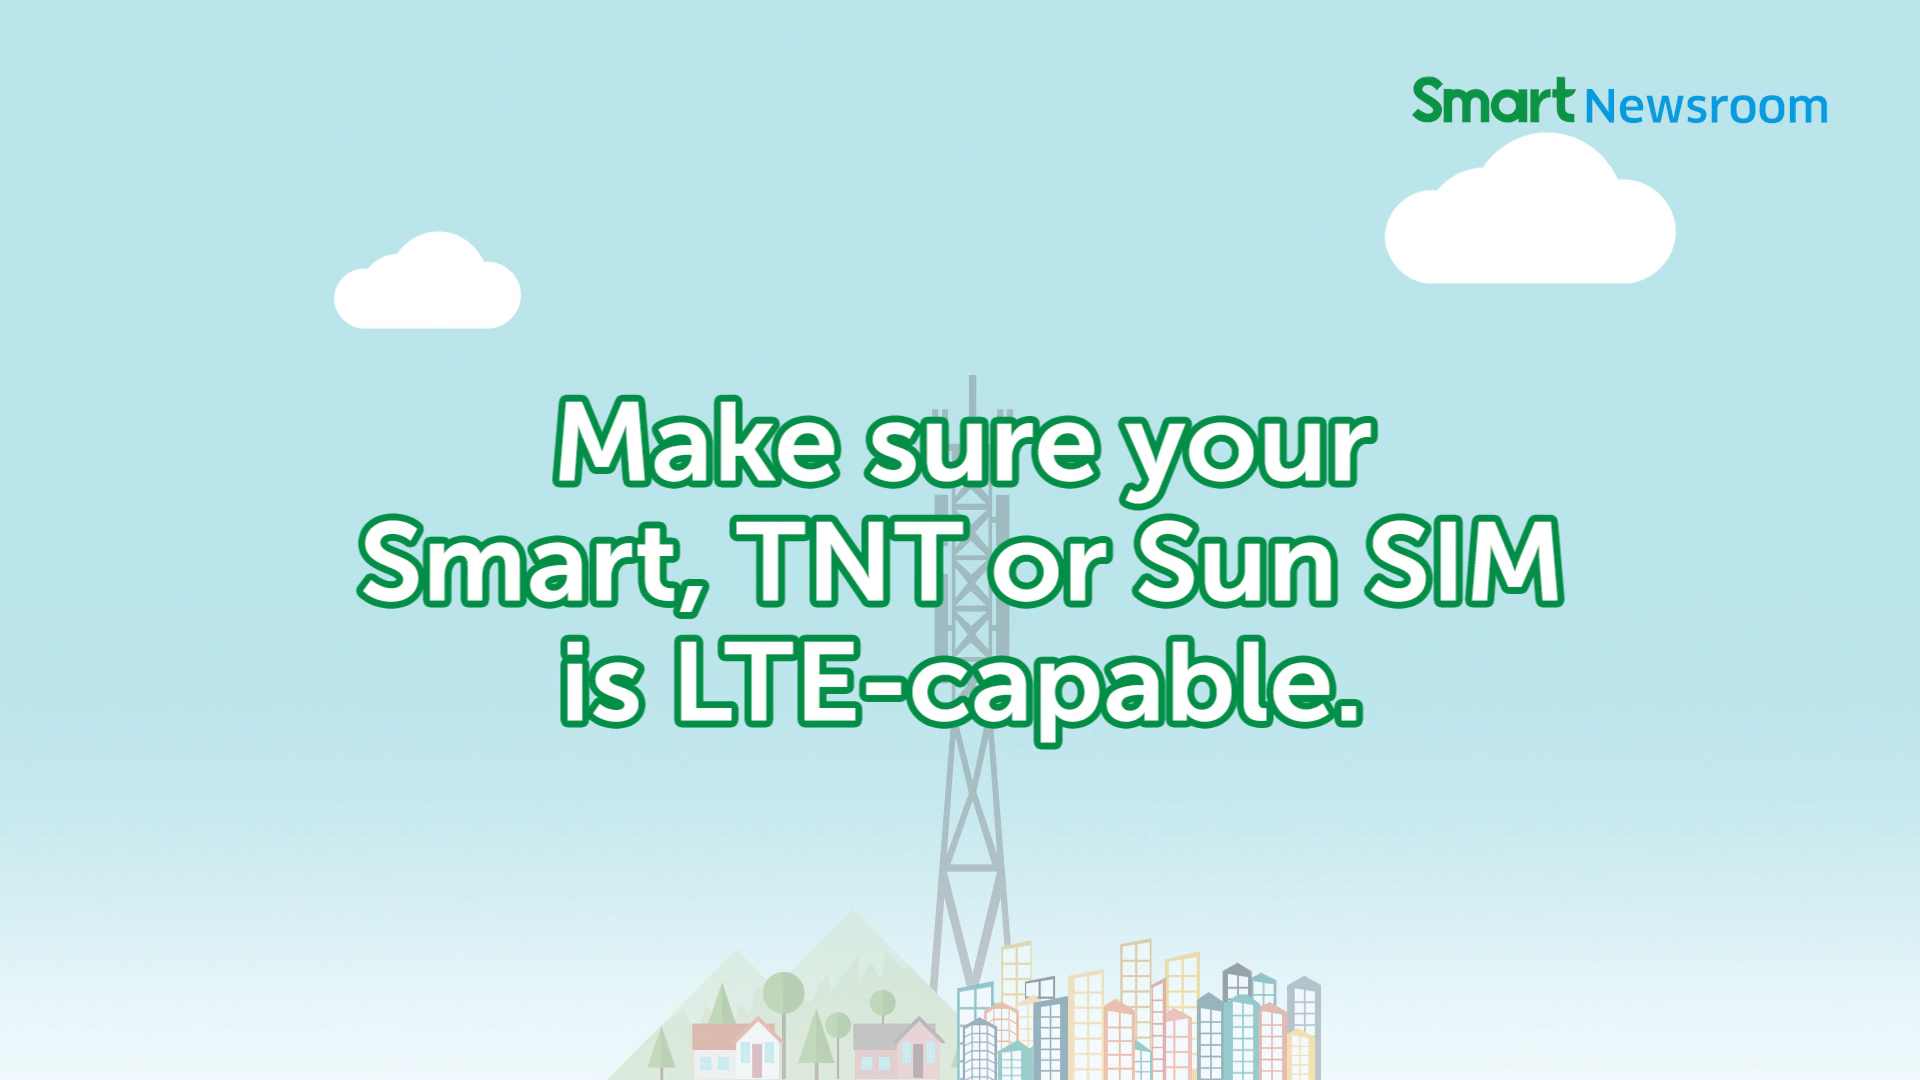 Smart Newsroom
Make sure your
Smart, TNT or Sun SIM
is LTE-capable.